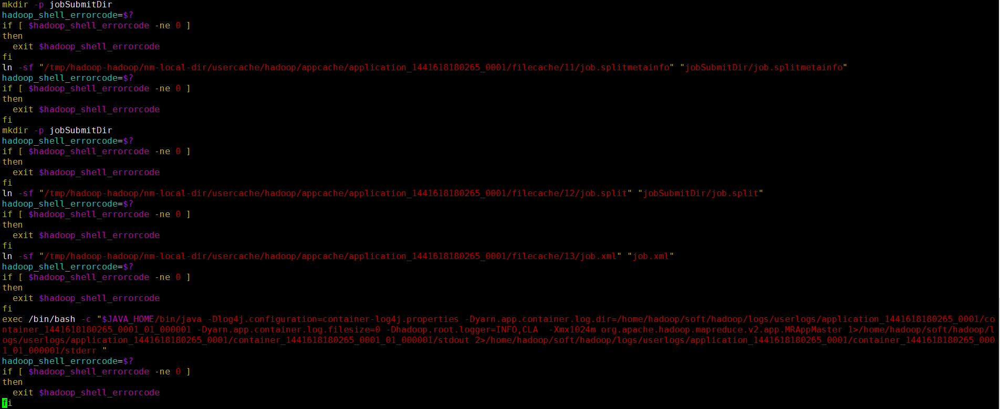 mkdir -p jobSubmitDir
hadoop_shell_errorcode=$?
if [ $hadoop_shell_errorcode -ne 0 ]
then
  exit $hadoop_shell_errorcode
fi
ln -sf "/tmp/hadoop-hadoop/nm-local-dir/usercache/hadoop/appcache/application_1441618180265_0001/filecache/11/job.splitmetainfo" "jobSubmitDir/job.splitmetainfo"
hadoop_shell_errorcode=$?
if [ $hadoop_shell_errorcode -ne 0 ]
then
  exit $hadoop_shell_errorcode
fi
mkdir -p jobSubmitDir
hadoop_shell_errorcode=$?
if [ $hadoop_shell_errorcode -ne 0 ]
then
  exit $hadoop_shell_errorcode
fi
ln -sf "/tmp/hadoop-hadoop/nm-local-dir/usercache/hadoop/appcache/application_1441618180265_0001/filecache/12/job.split" "jobSubmitDir/job.split"
hadoop_shell_errorcode=$?
if [ $hadoop_shell_errorcode -ne 0 ]
then
  exit $hadoop_shell_errorcode
fi
ln -sf "/tmp/hadoop-hadoop/nm-local-dir/usercache/hadoop/appcache/application_1441618180265_0001/filecache/13/job.xml" "job.xml"
hadoop_shell_errorcode=$?
if [ $hadoop_shell_errorcode -ne 0 ]
then
  exit $hadoop_shell_errorcode
fi
exec /bin/bash -c "$JAVA_HOME/bin/java -Dlog4j.configuration=container-log4j.properties -Dyarn.app.container.log.dir=/home/hadoop/soft/hadoop/logs/userlogs/application_1441618180265_0001/co
ntainer_1441618180265_0001_01_000001 -Dyarn.app.container.log.filesize=0 -Dhadoop.root.logger=INFO,CLA  -Xmx1024m org.apache.hadoop.mapreduce.v2.app.MRAppMaster 1>/home/hadoop/soft/hadoop/l
ogs/userlogs/application_1441618180265_0001/container_1441618180265_0001_01_000001/stdout 2>/home/hadoop/soft/hadoop/logs/userlogs/application_1441618180265_0001/container_1441618180265_000
1_01_000001/stderr "
hadoop_shell_errorcode=$?
if [ $hadoop_shell_errorcode -ne 0 ]
then
  exit $hadoop_shell_errorcode
fi